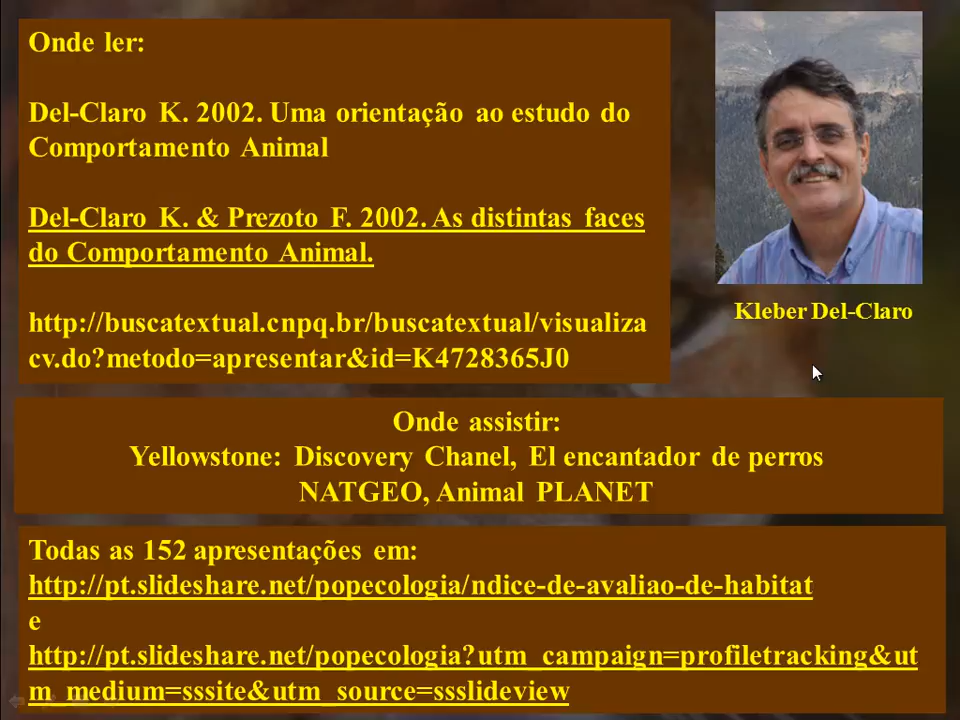 Onde ler:
Del-Claro K. 2002. Uma orientação ao estudo do
Comportamento Animal
Del-Claro K. & Prezoto F. 2002. As distintas faces
do Comportamento Animal.
http://buscatextual.cnpq.br/buscatextual/visualiza
cv.do?metodo=apresentar&id=K4728365J0
Kleber Del-Claro
Onde assistir:
Yellowstone: Discovery Chanel, El encantador de perros
NATGEO, Animal PLANET
Todas as 152 apresentações em:
http://pt.slideshare.net/popecologia/ndice-de-avaliao-de-habitat
e
http://pt.slideshare.net/popecologia?utm_campaign=profiletracking&ut
m_medium=sssite&utm_source=ssslideview